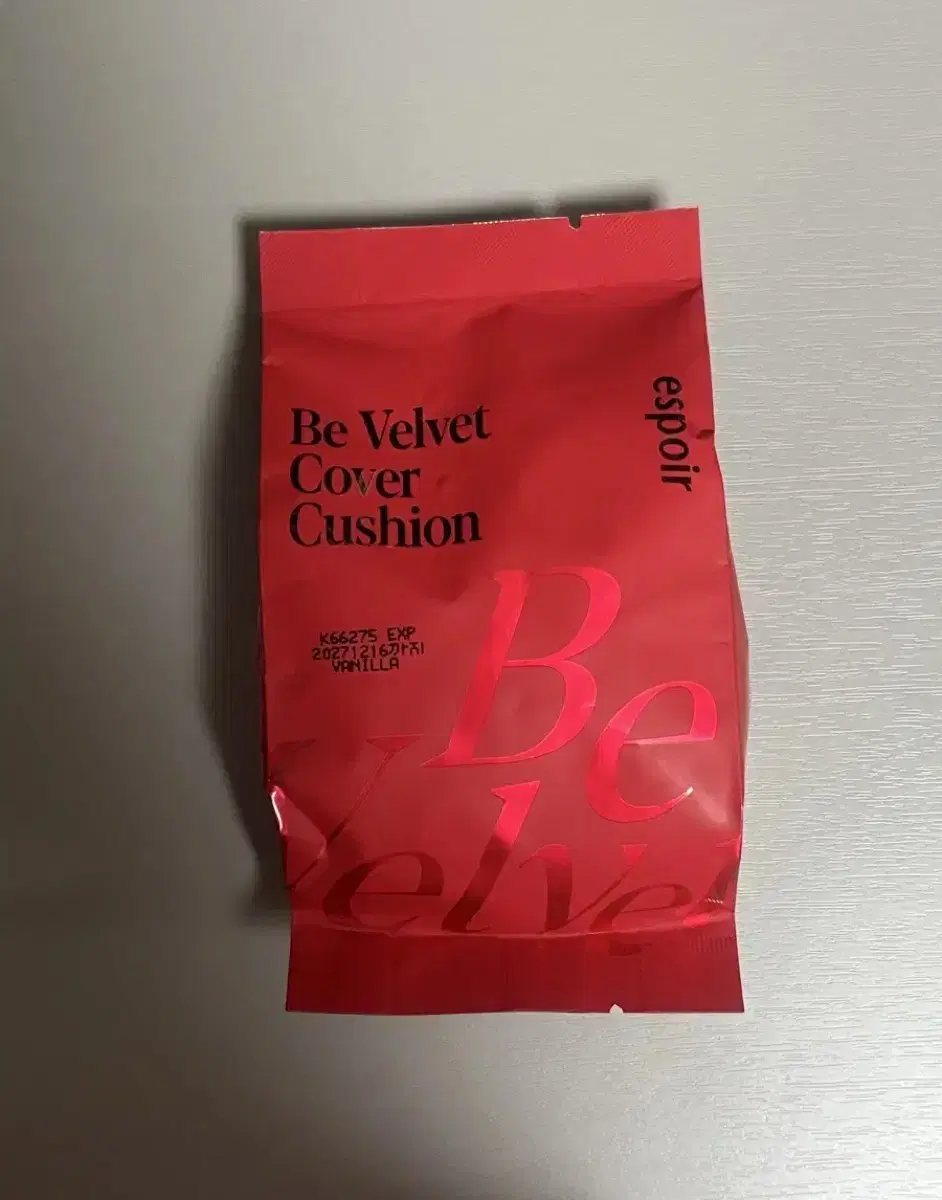 espoir
Be Velvet
Cover
Cushion
K66275 EXP
20271216까지
VANILLA
Be
Velvet